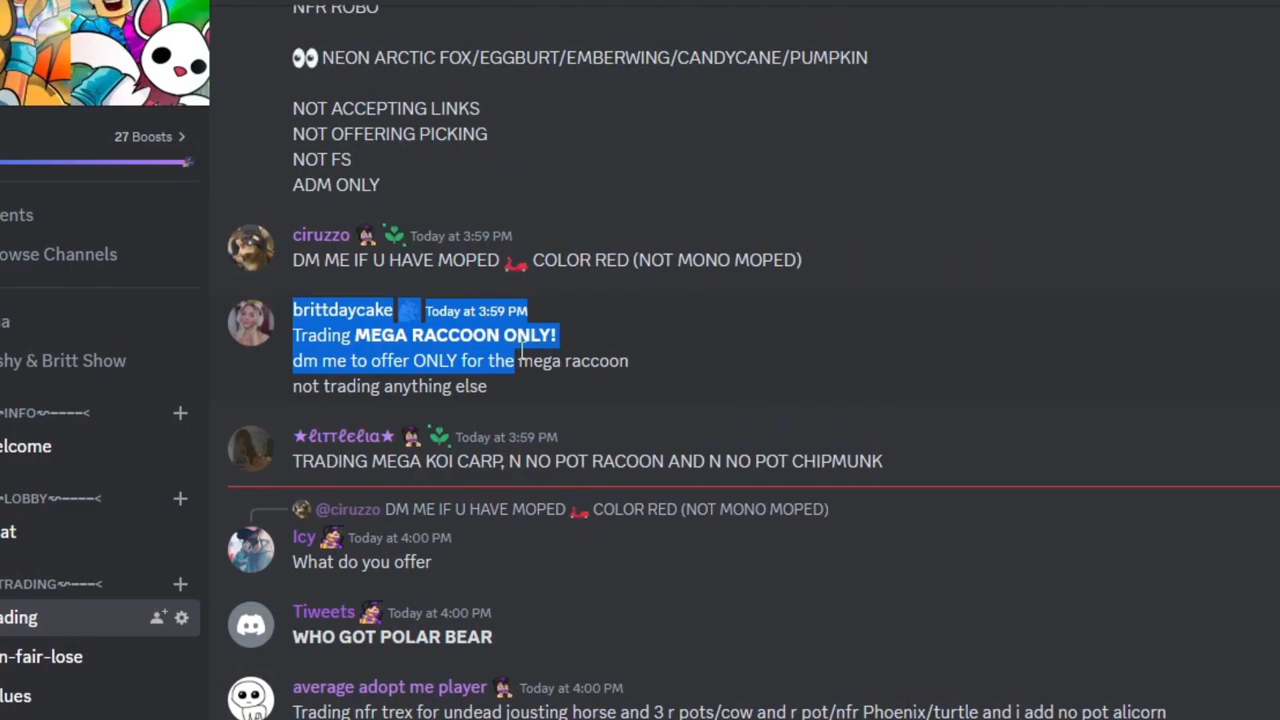 NFR ROBO
NEON ARCTIC FOX/EGGBURT/EMBERWING/CANDYCANE/PUMPKIN
NOT ACCEPTING LINKS
NOT OFFERING PICKING
NOT FS
ADM ONLY
27 Boosts
ents
owse Channels
a
shy & Britt Show
INFO
elcome
LOBBY
at
TRADING
ading
n-fair-lose
lues
ciruzzo Today at 3:59 PM
DM ME IF U HAVE MOPED COLOR RED (NOT MONO MOPED)
brittdaycake Today at 3:59 PM
Trading MEGA RACCOON ONLY!
dm me to offer ONLY for the mega raccoon
not trading anything else
★ℓιттℓєℓια★ Today at 3:59 PM
TRADING MEGA KOI CARP, N NO POT RACOON AND N NO POT CHIPMUNK
@ciruzzo DM ME IF U HAVE MOPED COLOR RED (NOT MONO MOPED)
Icy Today at 4:00 PM
What do you offer
Tiweets Today at 4:00 PM
WHO GOT POLAR BEAR
average adopt me player Today at 4:00 PM
Trading nfr trex for undead jousting horse and 3 r pots/cow and r pot/nfr Phoenix/turtle and i add no pot alicorn